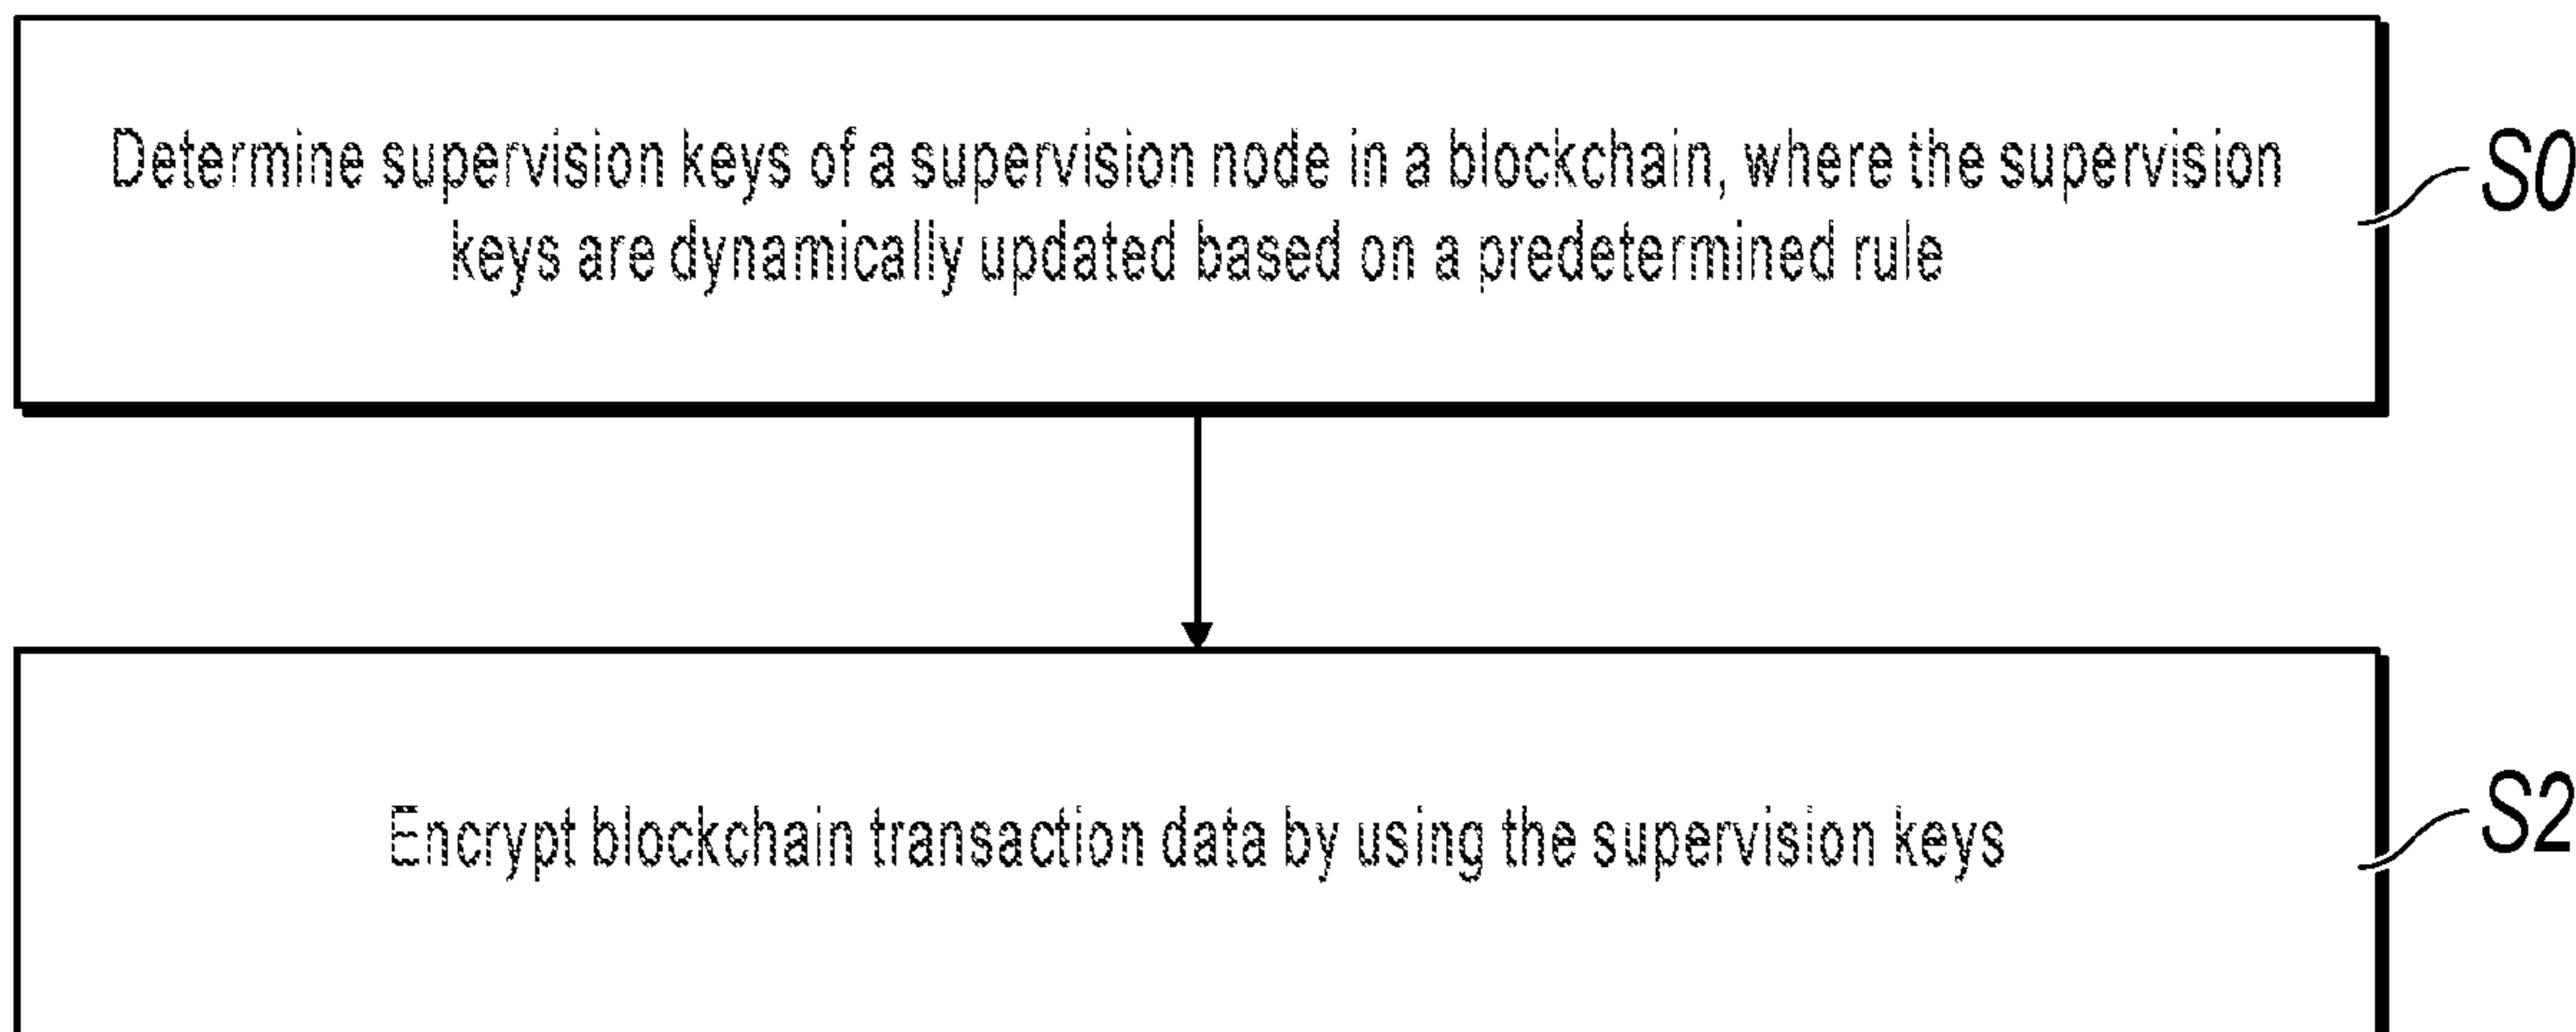 Determine supervision keys of a supervision node in a blockchain, where the supervision
keys are dynamically updated based on a predetermined rule
S0
Encrypt blockchain transaction data by using the supervision keys
S2